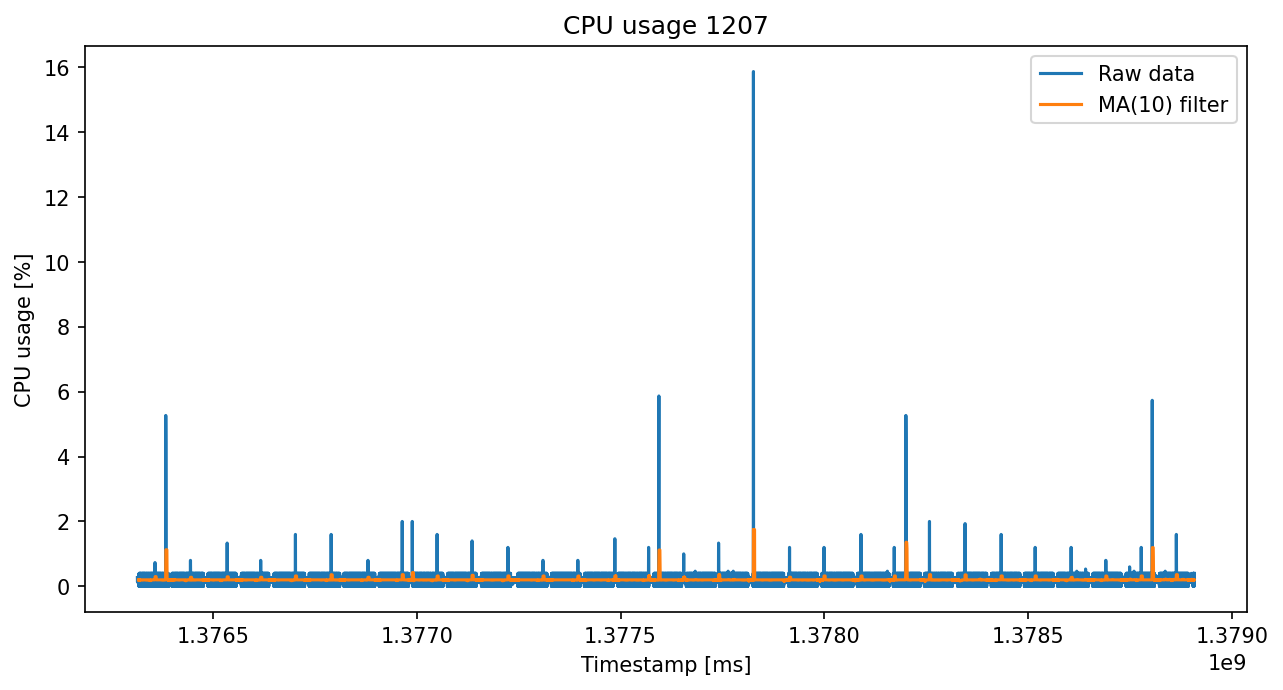 CPU usage 1207
Raw data
MA(10) filter
CPU usage [%]
16
14
12
10
8
6
4
2
0
1.3765 1.3770 1.3775 1.3780 1.3785 1.3790
1e9
Timestamp [ms]